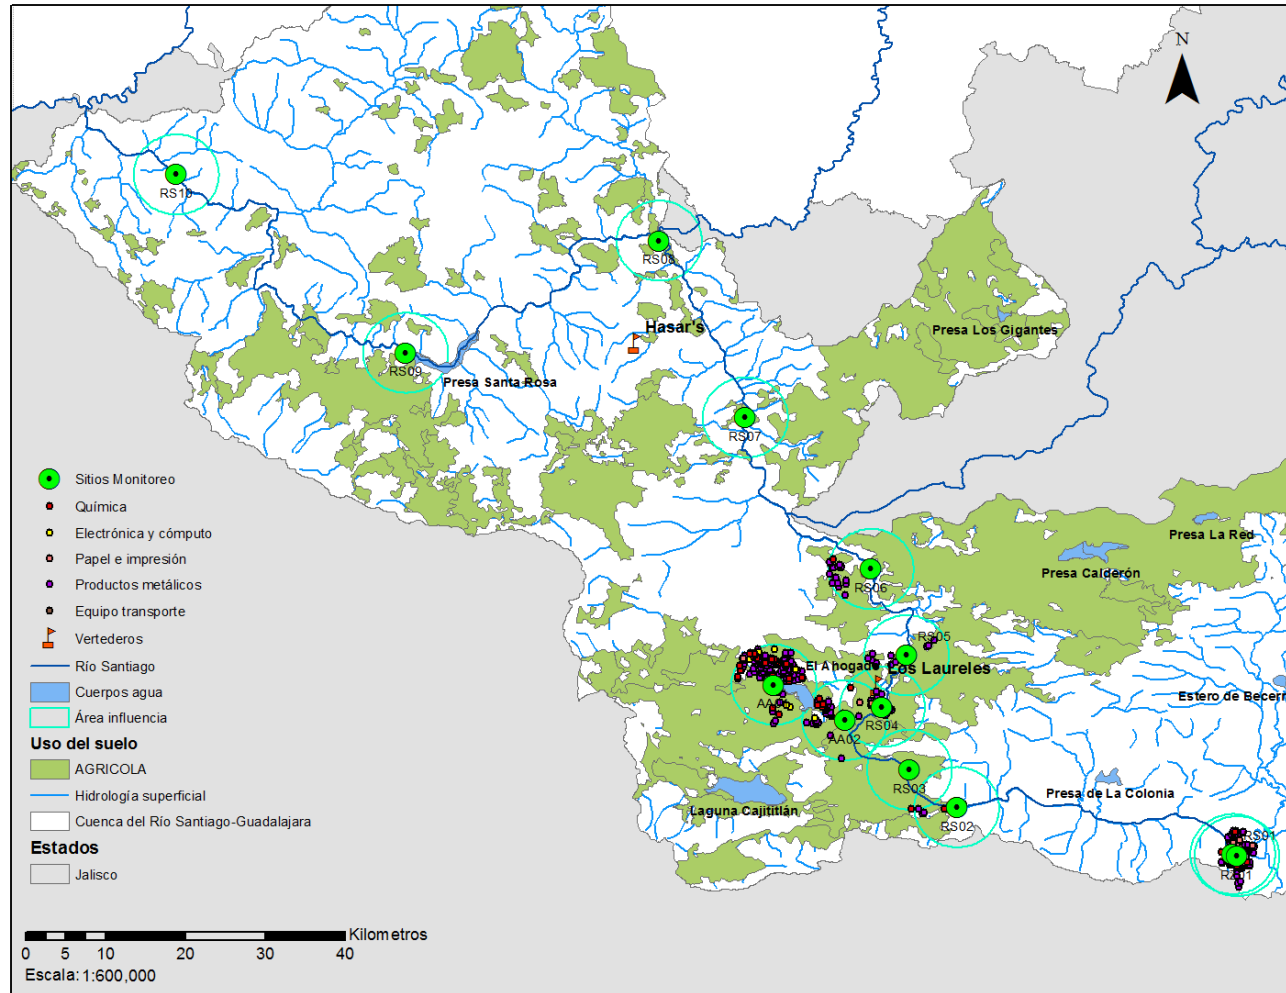 N
RS10
RS08
Hasar's
Presa Los Gigantes
RS09
Presa Santa Rosa
RS07
Sitios Monitoreo
Química
Electrónica y cómputo
Papel e impresión
Productos metálicos
Equipo transporte
Vertederos
Río Santiago
Cuerpos agua
Área influencia
Uso del suelo
AGRICOLA
Hidrología superficial
Cuenca del Río Santiago-Guadalajara
Estados
Jalisco
Presa La Red
Presa Calderón
RS06
RS05
El Ahogado
Los Laureles
Estero de Becerr
RS04
AA02
RS03
Laguna Cajititlán
Presa de La Colonia
RS02
RS01
Kilometros
0 5 10 20 30 40
Escala: 1:600,000